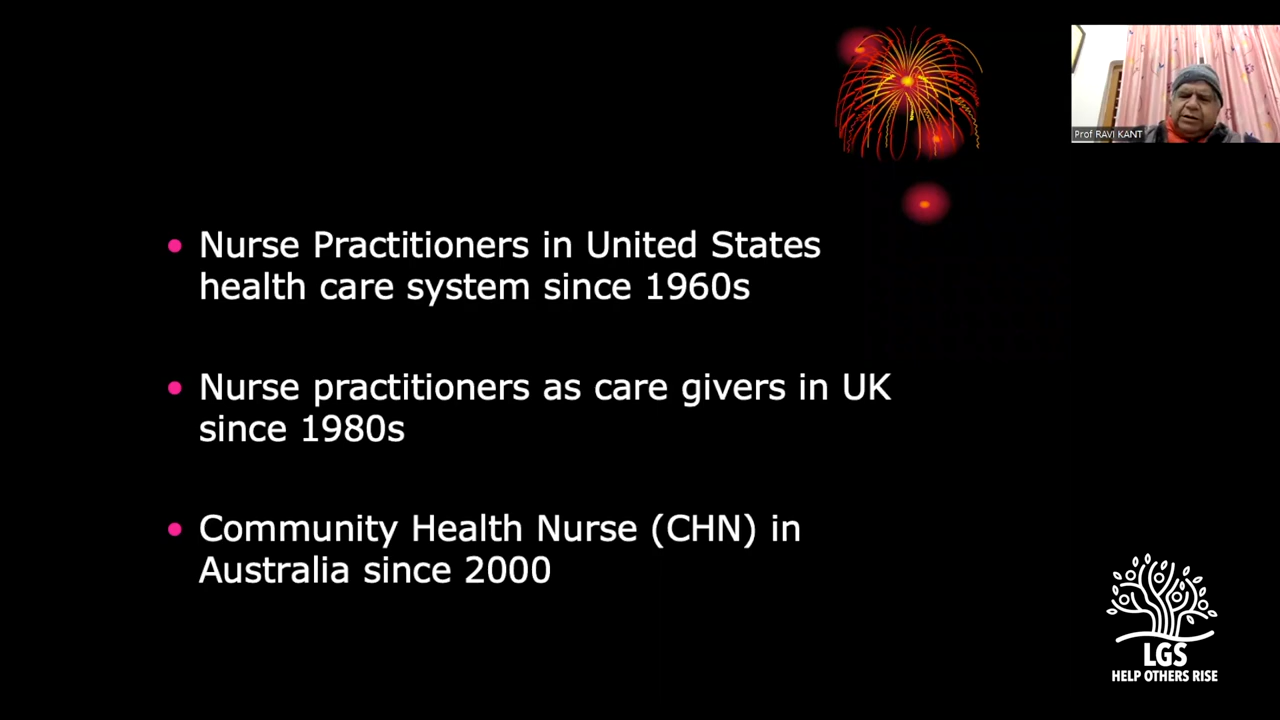 Prof RAVI KANT
• Nurse Practitioners in United States
health care system since 1960s
• Nurse practitioners as care givers in UK
since 1980s
• Community Health Nurse (CHN) in
Australia since 2000
LGS
HELP OTHERS RISE